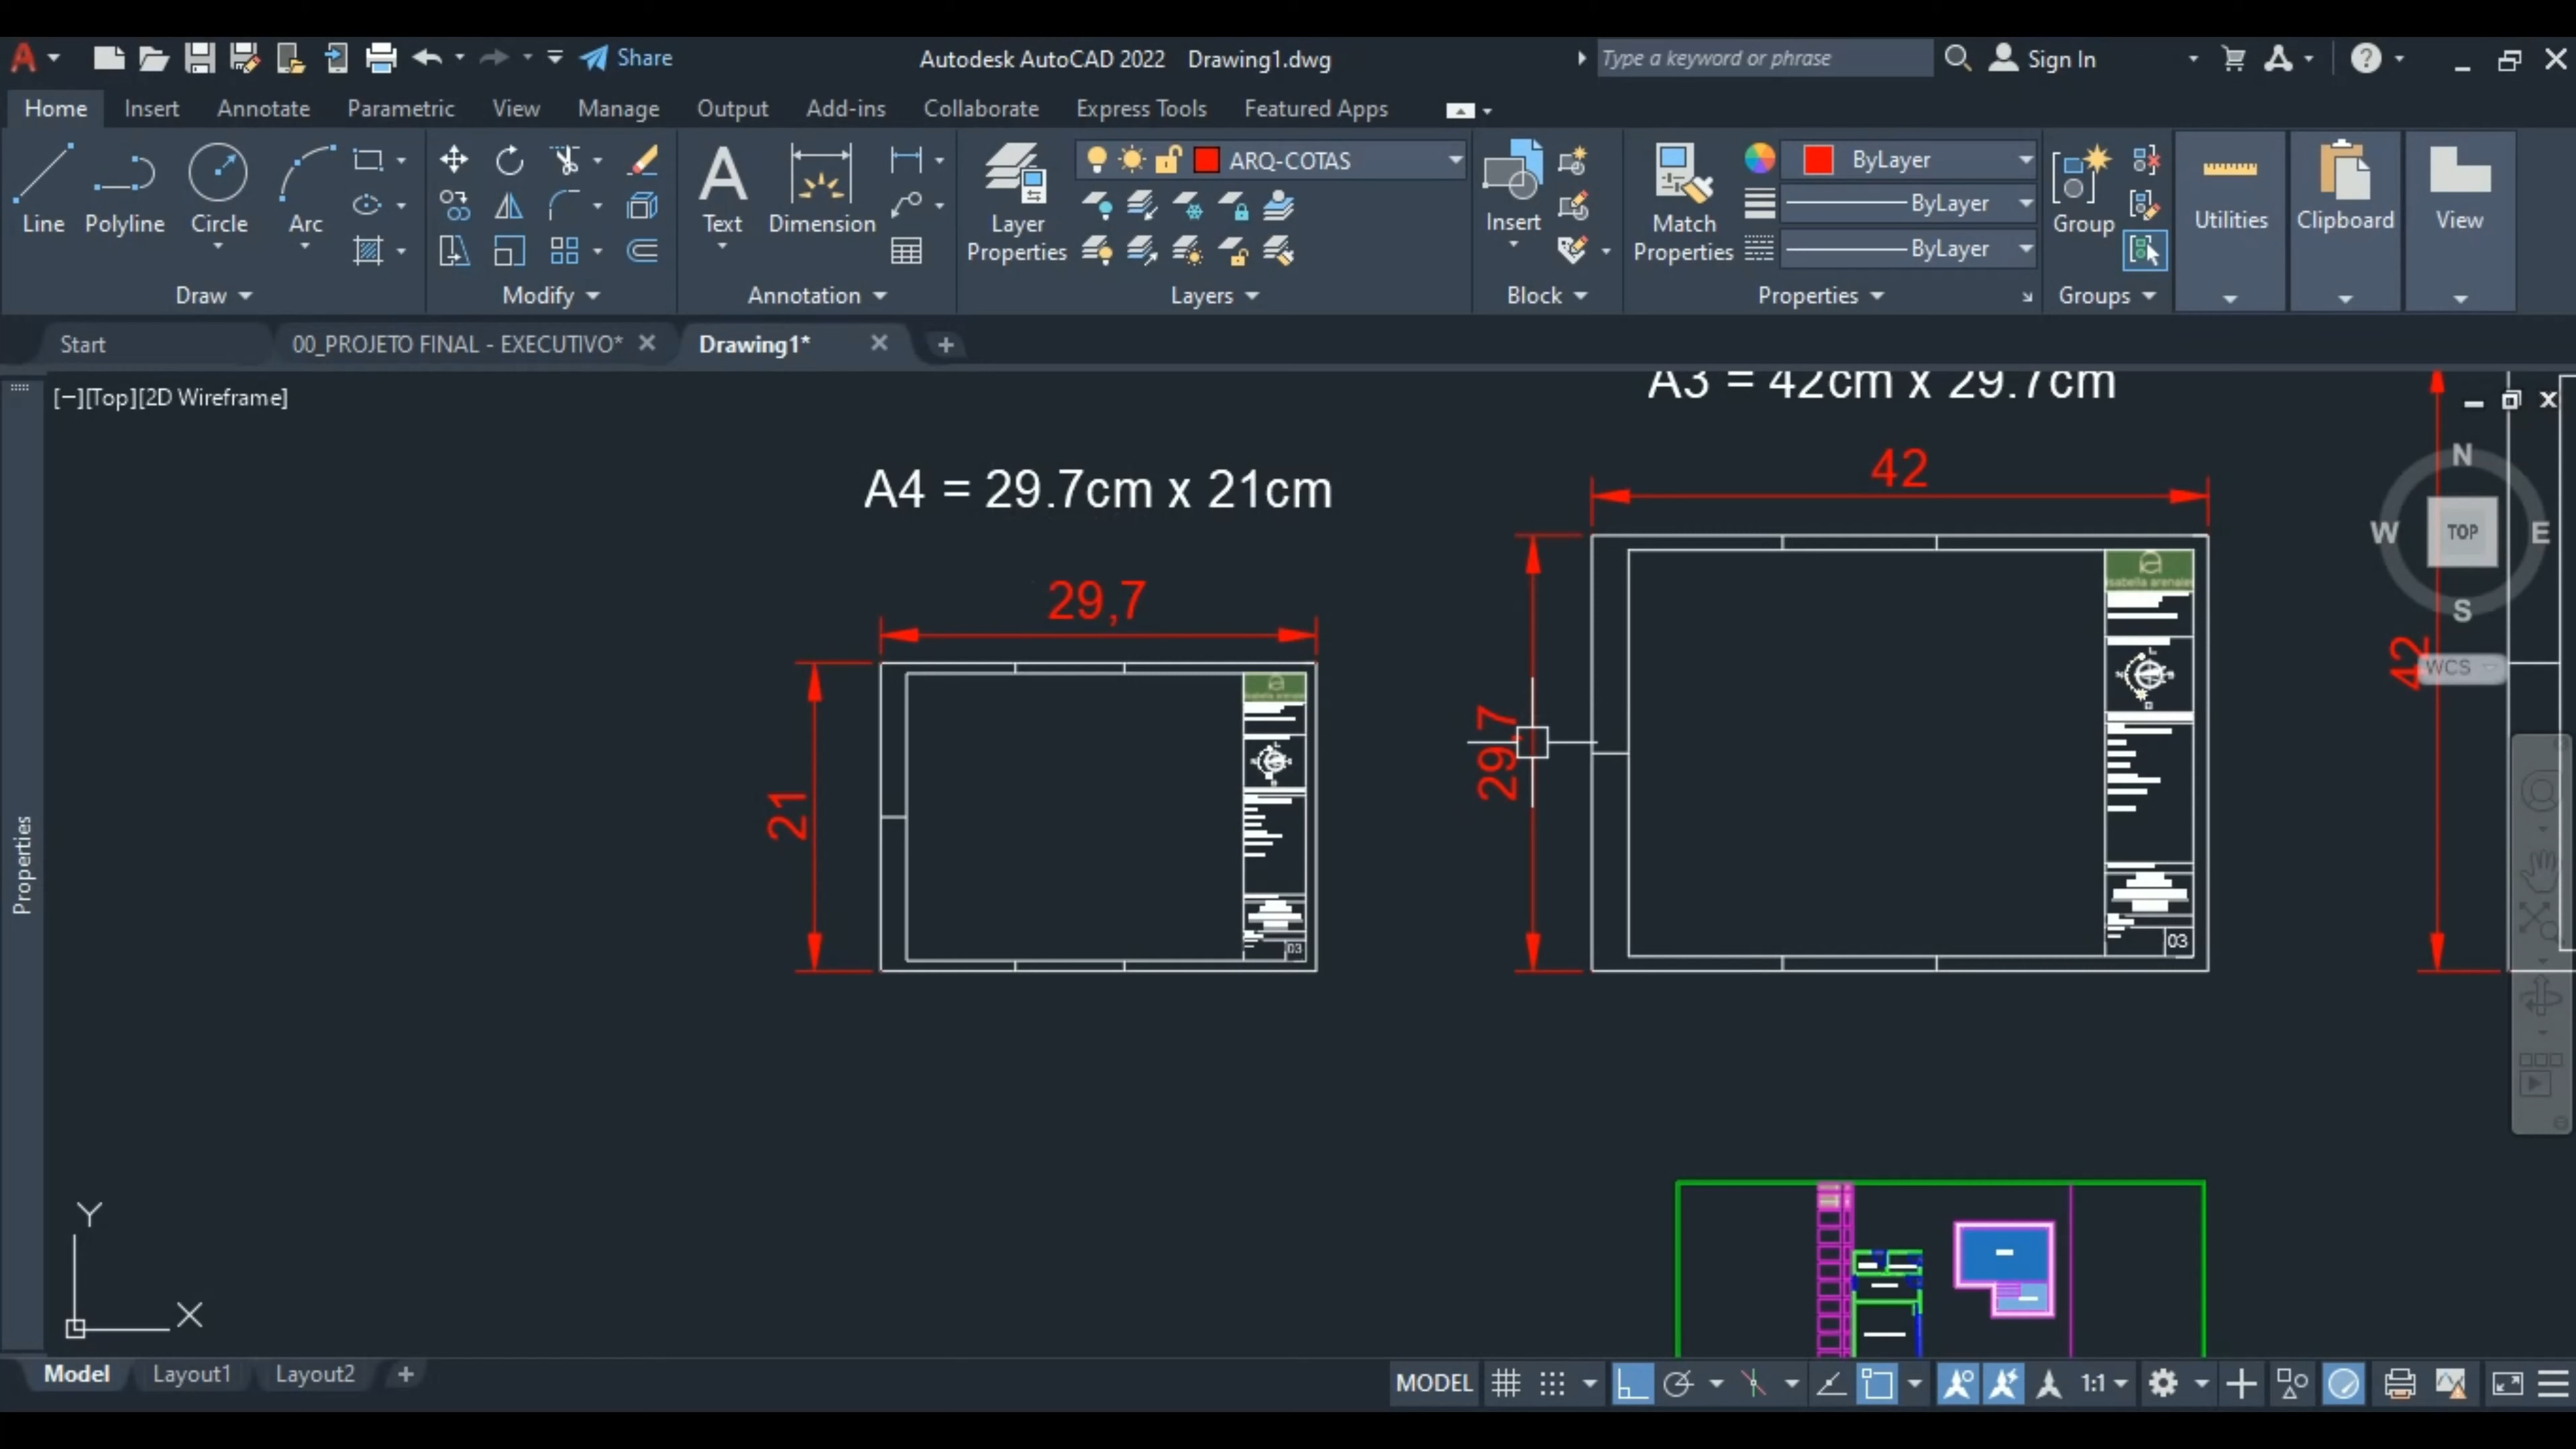 Share
Autodesk AutoCAD 2022 Drawing1.dwg
Type a keyword or phrase
Sign In
Home Insert Annotate Parametric View Manage Output Add-ins Collaborate Express Tools Featured Apps
Line Polyline Circle Arc
Draw
Modify
Text Dimension
Annotation
Layer Properties
ARQ-COTAS
Layers
Insert
Block
Match Properties
ByLayer
ByLayer
ByLayer
Properties
Group
Groups
Utilities
Clipboard
View
Start 00_PROJETO FINAL - EXECUTIVO* Drawing1*
[−][Top][2D Wireframe]
A3 = 42cm x 29.7cm
A4 = 29.7cm x 21cm
42
29,7
21
29,7
42
isabella arenales
03
03
N
W TOP E
S
WCS
Properties
Y
X
Model Layout1 Layout2
MODEL
1:1